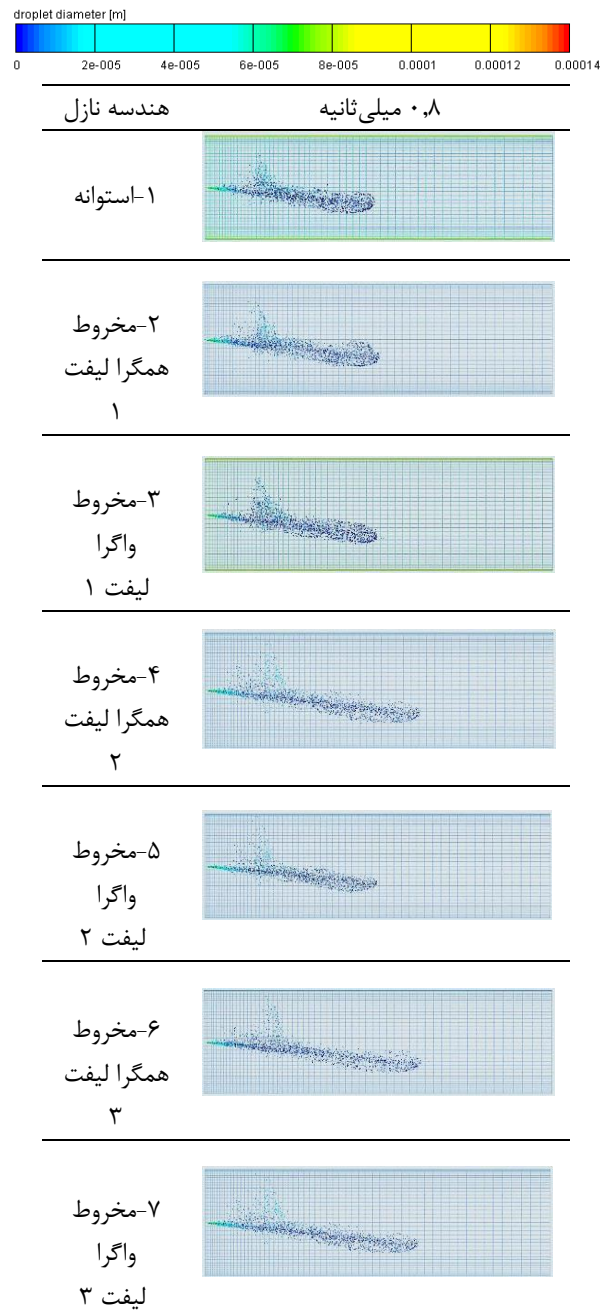 droplet diameter [m]
0 2e-005 4e-005 6e-005 8e-005 0.0001 0.00012 0.00014
هندسه نازل ۰٫۸ میلی‌ثانیه
۱-استوانه
۲-مخروط
همگرا لیفت
۱
۳-مخروط
واگرا
لیفت ۱
۴-مخروط
همگرا لیفت
۲
۵-مخروط
واگرا
لیفت ۲
۶-مخروط
همگرا لیفت
۳
۷-مخروط
واگرا
لیفت ۳